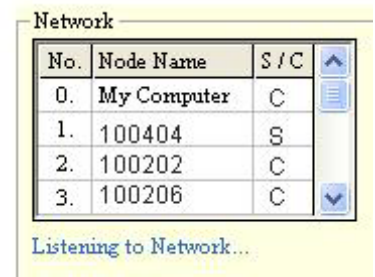 Network
No. Node Name S / C
0. My Computer C
1. 100404 S
2. 100202 C
3. 100206 C
Listening to Network...